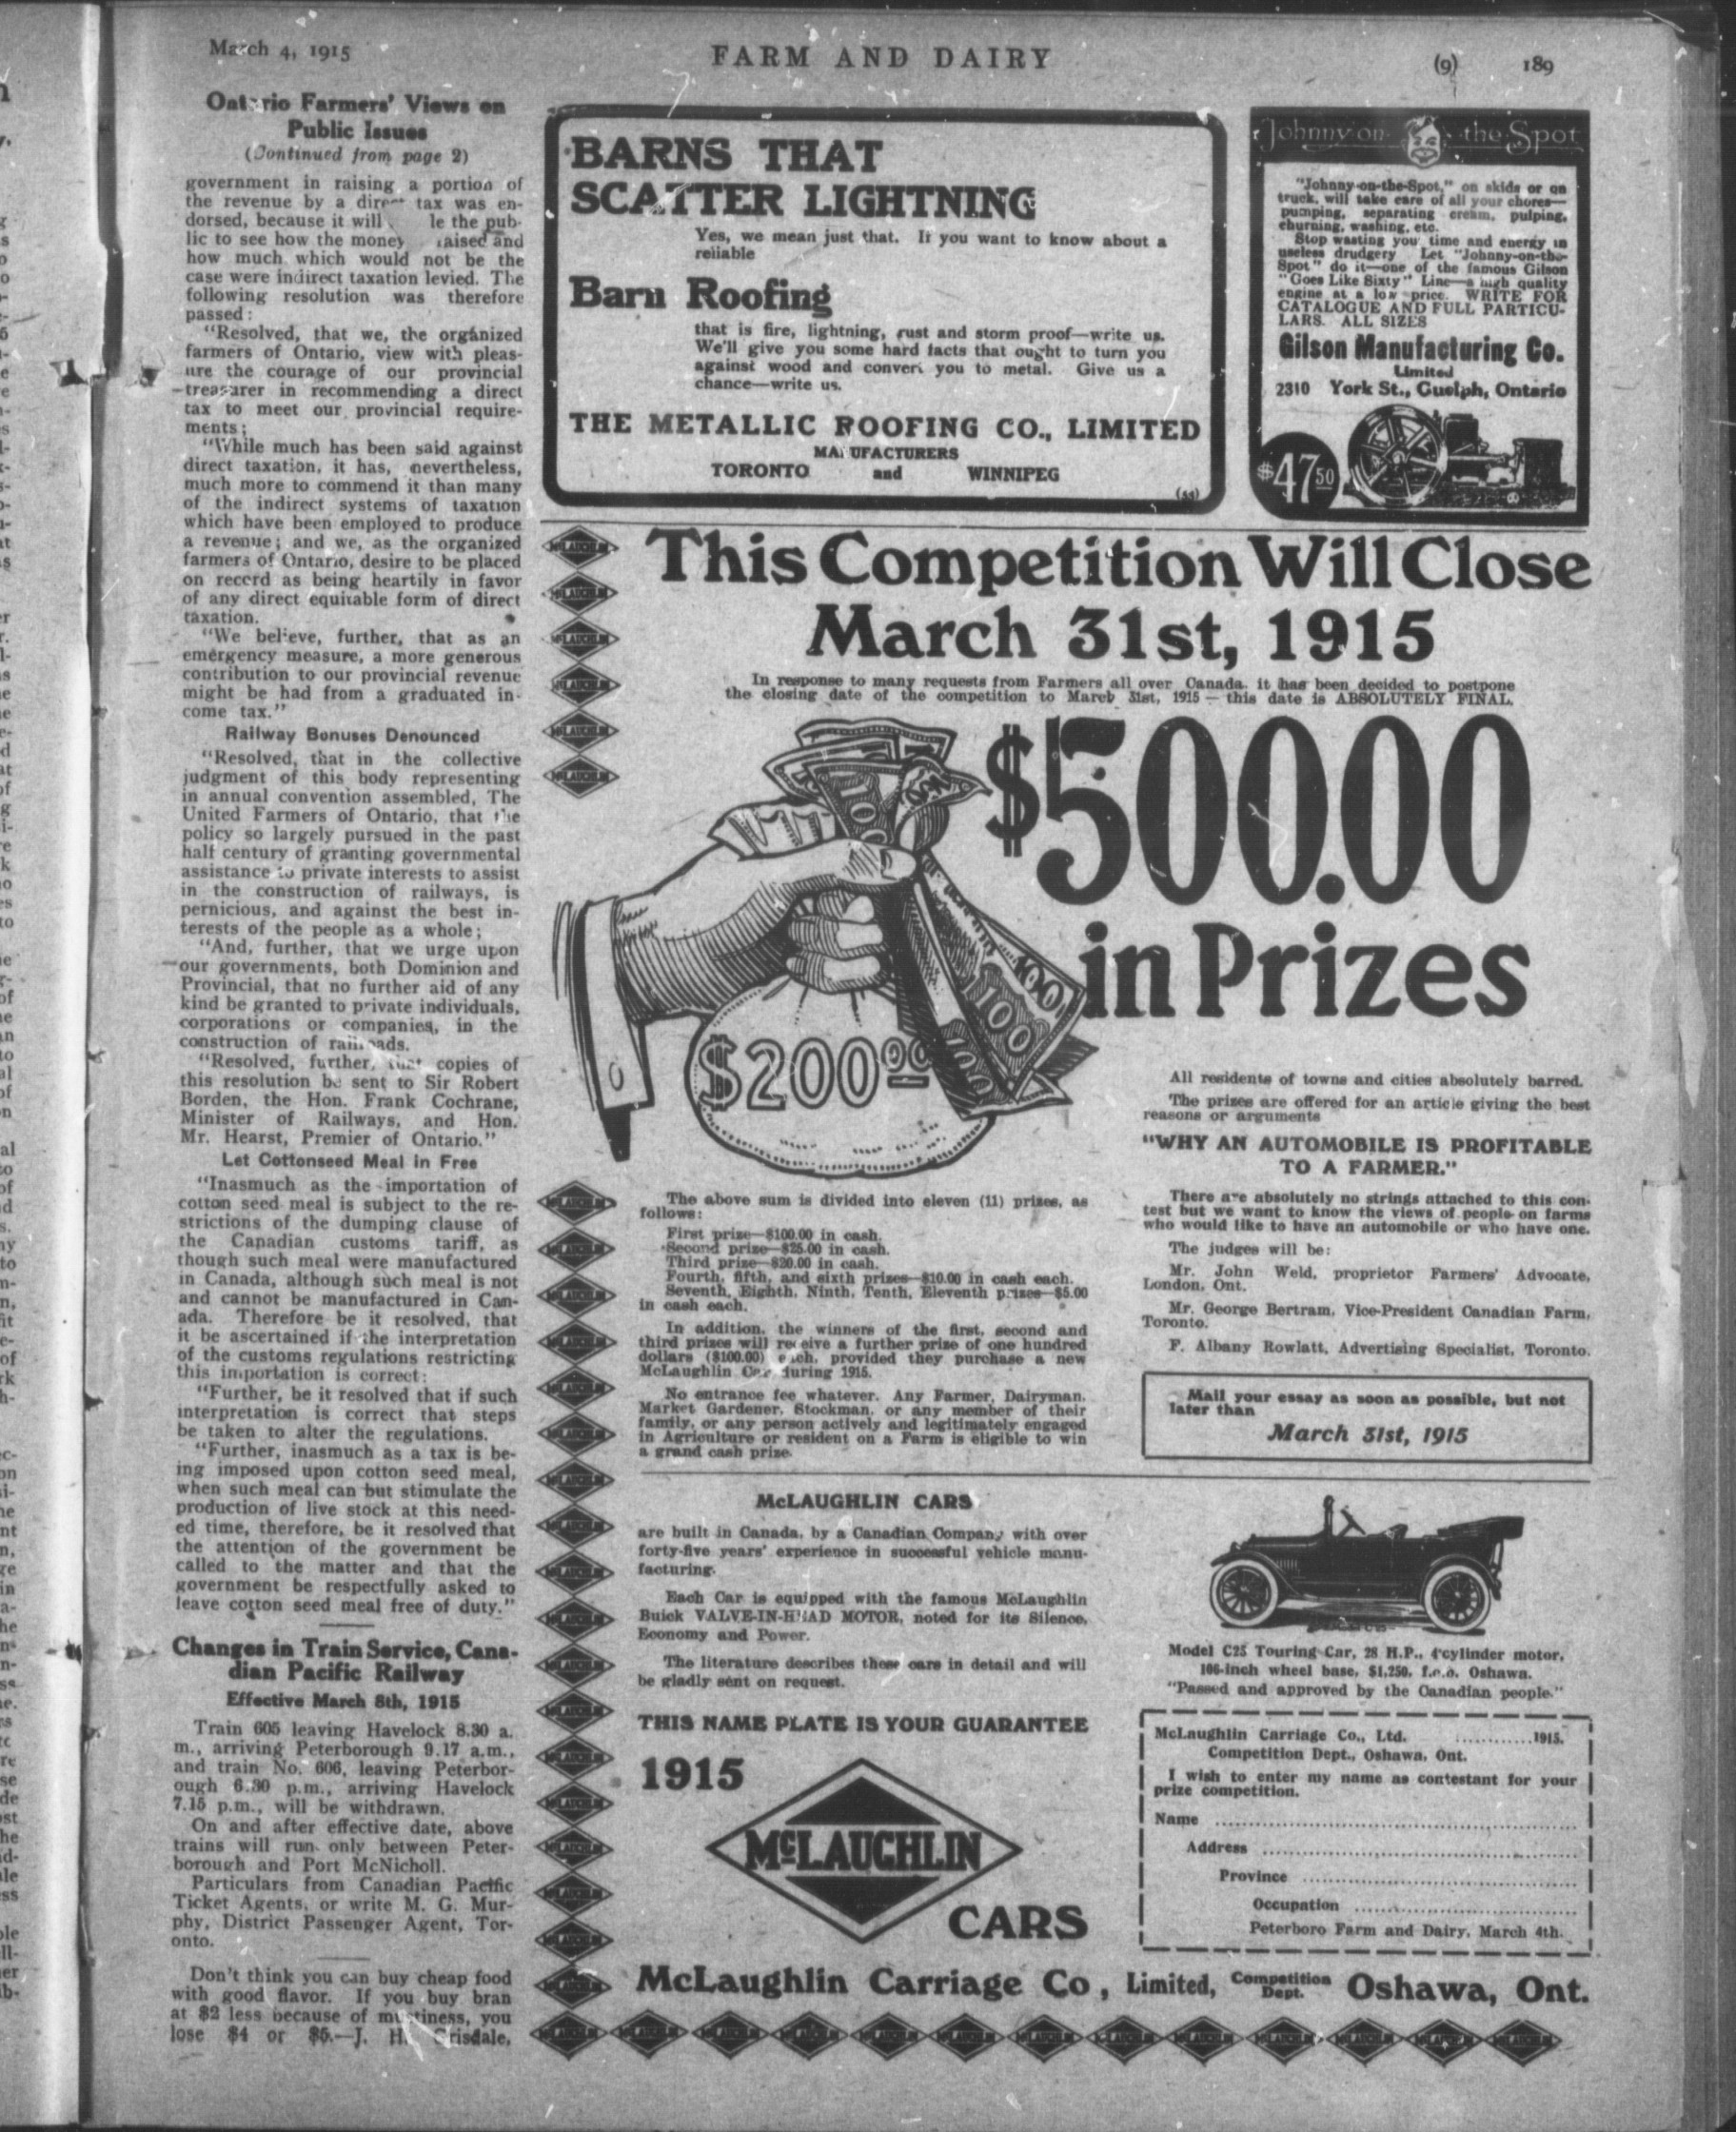 March 4, 1915
FARM AND DAIRY
(9) 189
Ontario Farmers' Views on
Public Issues
(Continued from page 2)
government in raising a portion of
the revenue by a direct tax was en-
dorsed, because it will le the pub-
lic to see how the money raised and
how much which would not be the
case were indirect taxation levied. The
following resolution was therefore
passed:
"Resolved, that we, the organized
farmers of Ontario, view with pleas-
ure the courage of our provincial
treasurer in recommending a direct
tax to meet our provincial require-
ments;
"While much has been said against
direct taxation, it has, nevertheless,
much more to commend it than many
of the indirect systems of taxation
which have been employed to produce
a revenue; and we, as the organized
farmers of Ontario, desire to be placed
on record as being heartily in favor
of any direct equitable form of direct
taxation.
"We believe, further, that as an
emergency measure, a more generous
contribution to our provincial revenue
might be had from a graduated in-
come tax."
Railway Bonuses Denounced
"Resolved, that in the collective
judgment of this body representing
in annual convention assembled, The
United Farmers of Ontario, that the
policy so largely pursued in the past
half century of granting governmental
assistance to private interests to assist
in the construction of railways, is
pernicious, and against the best in-
terests of the people as a whole;
"And, further, that we urge upon
our governments, both Dominion and
Provincial, that no further aid of any
kind be granted to private individuals,
corporations or companies, in the
construction of railroads.
"Resolved, further, that copies of
this resolution be sent to Sir Robert
Borden, the Hon. Frank Cochrane,
Minister of Railways, and Hon.
Mr. Hearst, Premier of Ontario."
Let Cottonseed Meal in Free
"Inasmuch as the importation of
cotton seed meal is subject to the re-
strictions of the dumping clause of
the Canadian customs tariff, as
though such meal were manufactured
in Canada, although such meal is not
and cannot be manufactured in Can-
ada. Therefore be it resolved, that
it be ascertained if the interpretation
of the customs regulations restricting
this importation is correct:
"Further, be it resolved that if such
interpretation is correct that steps
be taken to alter the regulations.
"Further, inasmuch as a tax is be-
ing imposed upon cotton seed meal,
when such meal can but stimulate the
production of live stock at this need-
ed time, therefore, be it resolved that
the attention of the government be
called to the matter and that the
government be respectfully asked to
leave cotton seed meal free of duty."
Changes in Train Service, Cana-
dian Pacific Railway
Effective March 8th, 1915
Train 605 leaving Havelock 8.30 a.
m., arriving Peterborough 9.17 a.m.,
and train No. 606, leaving Peterbor-
ough 6.30 p.m., arriving Havelock
7.15 p.m., will be withdrawn.
On and after effective date, above
trains will run only between Peter-
borough and Port McNicholl.
Particulars from Canadian Pacific
Ticket Agents, or write M. G. Mur-
phy, District Passenger Agent, Tor-
onto.
Don't think you can buy cheap food
with good flavor. If you buy bran
at $2 less because of mustiness, you
lose $4 or $5.—J. H. Grisdale,
BARNS THAT
SCATTER LIGHTNING
Yes, we mean just that. If you want to know about a
reliable
Barn Roofing
that is fire, lightning, rust and storm proof—write us.
We'll give you some hard facts that ought to turn you
against wood and convert you to metal. Give us a
chance—write us.
THE METALLIC ROOFING CO., LIMITED
MANUFACTURERS
TORONTO and WINNIPEG
(ss)
Johnny on the Spot
"Johnny-on-the-Spot," on skids or on
truck, will take care of all your chores—
pumping, separating cream, pulping,
churning, washing, etc.
Stop wasting you time and energy in
useless drudgery Let "Johnny-on-the-
Spot" do it—one of the famous Gilson
"Goes Like Sixty" Line—a high quality
engine at a low price. WRITE FOR
CATALOGUE AND FULL PARTICU-
LARS. ALL SIZES
Gilson Manufacturing Co.
Limited
2310 York St., Guelph, Ontario
$47.50
This Competition Will Close
March 31st, 1915
In response to many requests from Farmers all over Canada, it has been decided to postpone
the closing date of the competition to March 31st, 1915 — this date is ABSOLUTELY FINAL.
$500.00
in Prizes
$200.00
100
100
100
100
The above sum is divided into eleven (11) prizes, as
follows:
First prize—$100.00 in cash.
Second prize—$25.00 in cash.
Third prize—$20.00 in cash.
Fourth, fifth, and sixth prizes—$10.00 in cash each.
Seventh, Eighth, Ninth, Tenth, Eleventh prizes—$5.00
in cash each.
In addition, the winners of the first, second and
third prizes will receive a further prize of one hundred
dollars ($100.00) each, provided they purchase a new
McLaughlin Car during 1915.
No entrance fee whatever. Any Farmer, Dairyman,
Market Gardener, Stockman, or any member of their
family, or any person actively and legitimately engaged
in Agriculture or resident on a Farm is eligible to win
a grand cash prize.
All residents of towns and cities absolutely barred.
The prizes are offered for an article giving the best
reasons or arguments
"WHY AN AUTOMOBILE IS PROFITABLE
TO A FARMER."
There are absolutely no strings attached to this con-
test but we want to know the views of people on farms
who would like to have an automobile or who have one.
The judges will be:
Mr. John Weld, proprietor Farmers' Advocate,
London, Ont.
Mr. George Bertram, Vice-President Canadian Farm,
Toronto.
F. Albany Rowlatt, Advertising Specialist, Toronto.
Mail your essay as soon as possible, but not
later than
March 31st, 1915
McLAUGHLIN CARS
are built in Canada, by a Canadian Company with over
forty-five years' experience in successful vehicle manu-
facturing.
Each Car is equipped with the famous McLaughlin
Buick VALVE-IN-HEAD MOTOR, noted for its Silence,
Economy and Power.
The literature describes these cars in detail and will
be gladly sent on request.
THIS NAME PLATE IS YOUR GUARANTEE
1915
McLAUGHLIN
CARS
Model C25 Touring Car, 28 H.P., 4 cylinder motor,
106-inch wheel base, $1,250, f.o.b. Oshawa.
"Passed and approved by the Canadian people."
McLaughlin Carriage Co., Ltd. ............1915.
Competition Dept., Oshawa, Ont.
I wish to enter my name as contestant for your
prize competition.
Name
Address
Province
Occupation
Peterboro Farm and Dairy, March 4th.
McLaughlin Carriage Co, Limited, Competition Dept. Oshawa, Ont.